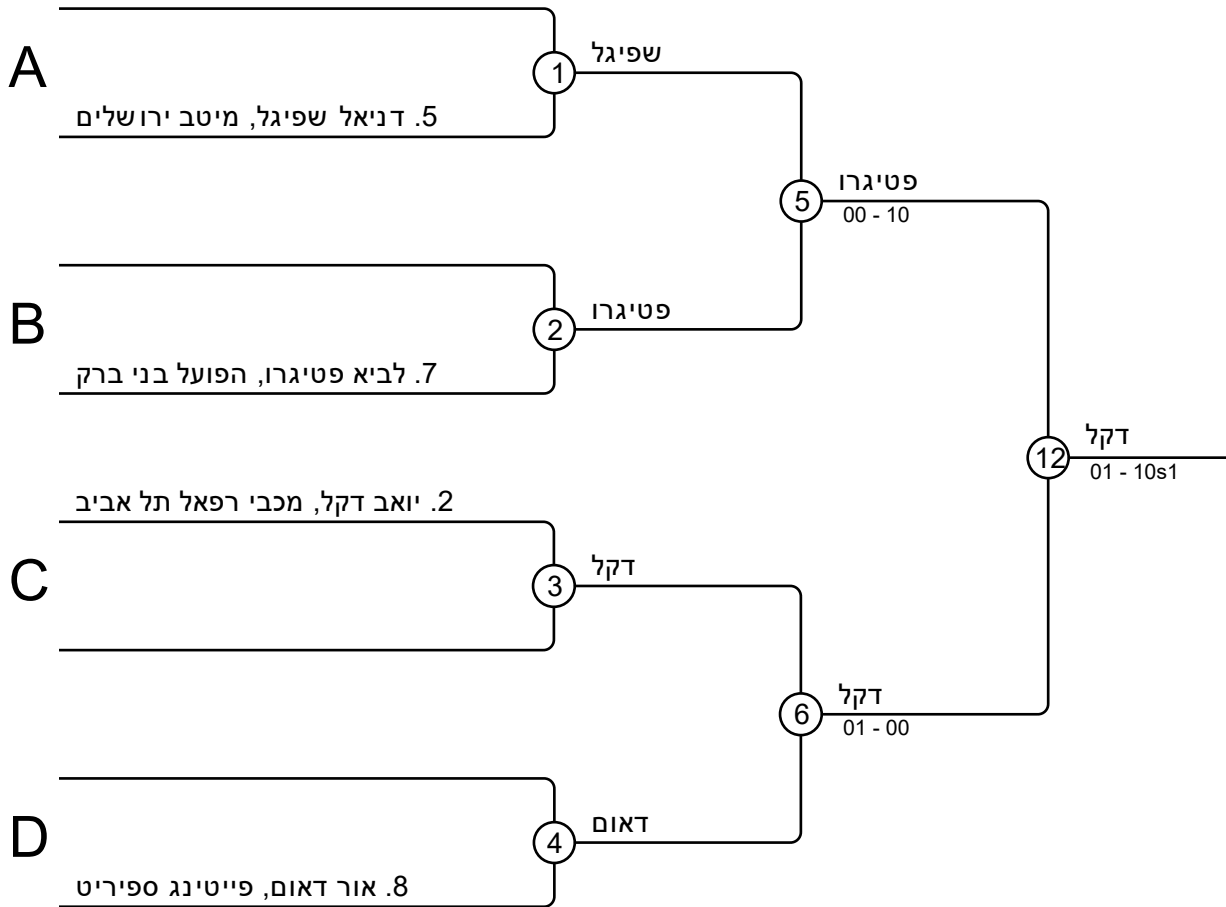 A
1
שפיגל
5. דניאל שפיגל, מיטב ירושלים
5
פטיגרו
00 - 10
B
2
פטיגרו
7. לביא פטיגרו, הפועל בני ברק
12
דקל
01 - 10s1
2. יואב דקל, מכבי רפאל תל אביב
C
3
דקל
6
דקל
01 - 00
D
4
דאום
8. אור דאום, פייטינג ספיריט